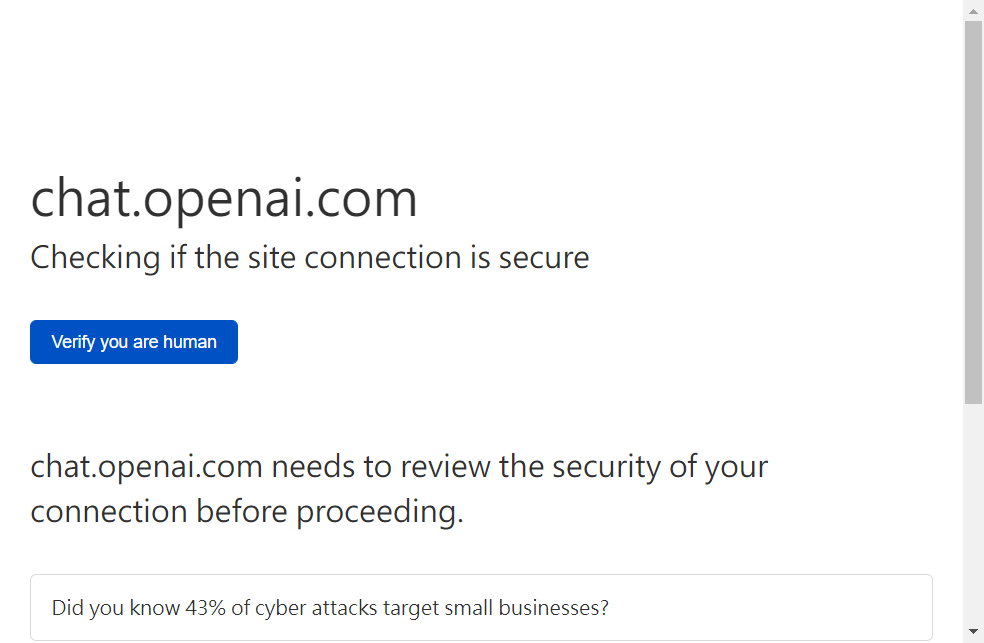 chat.openai.com
Checking if the site connection is secure
Verify you are human
chat.openai.com needs to review the security of your
connection before proceeding.
Did you know 43% of cyber attacks target small businesses?